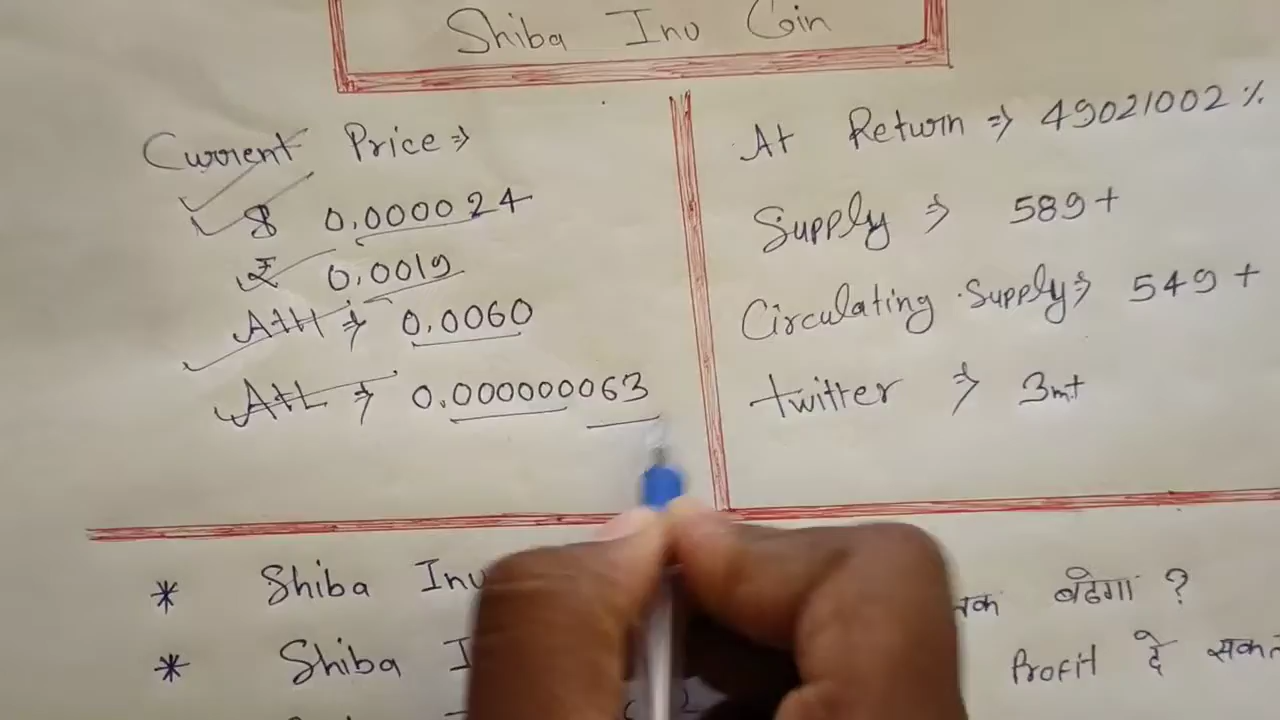 Shiba Inu Coin
Current Price ⇒
$ 0.000024
₹ 0.0019
ATH ⇒ 0.0060
ATL ⇒ 0.000000063
At Return ⇒ 49021002 %
Supply ⇒ 589+
Circulating Supply ⇒ 549 +
twitter ⇒ 3m+
* Shiba Inu बढेगा ?
* Shiba Profit दे